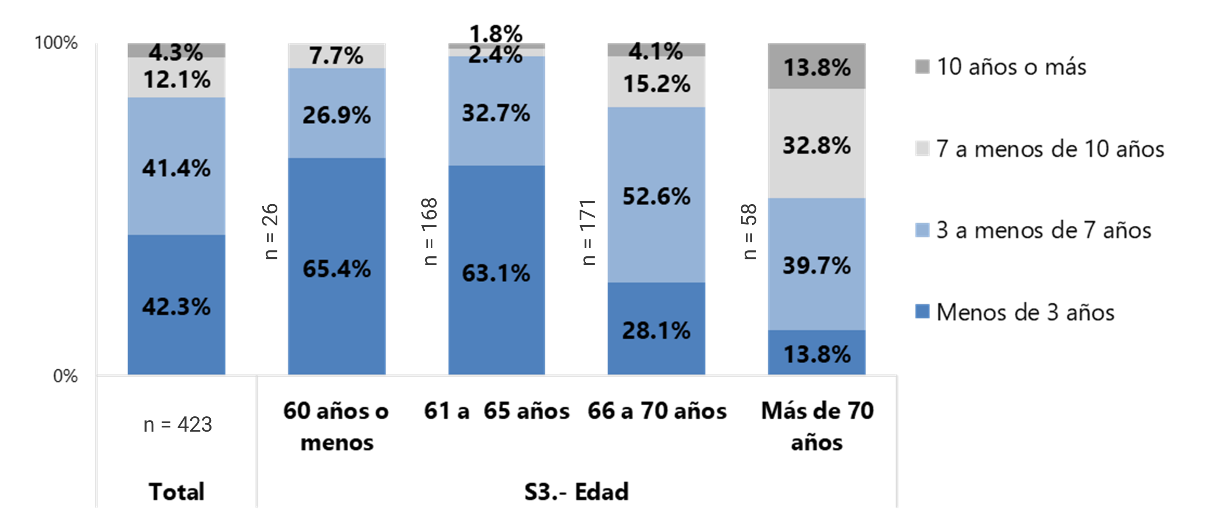 100%
0%
4.3%
12.1%
41.4%
42.3%
n = 26
7.7%
26.9%
65.4%
n = 168
1.8%
2.4%
32.7%
63.1%
n = 171
4.1%
15.2%
52.6%
28.1%
n = 58
13.8%
32.8%
39.7%
13.8%
10 años o más
7 a menos de 10 años
3 a menos de 7 años
Menos de 3 años
n = 423
60 años o
menos
61 a  65 años
66 a 70 años
Más de 70
años
Total
S3.- Edad